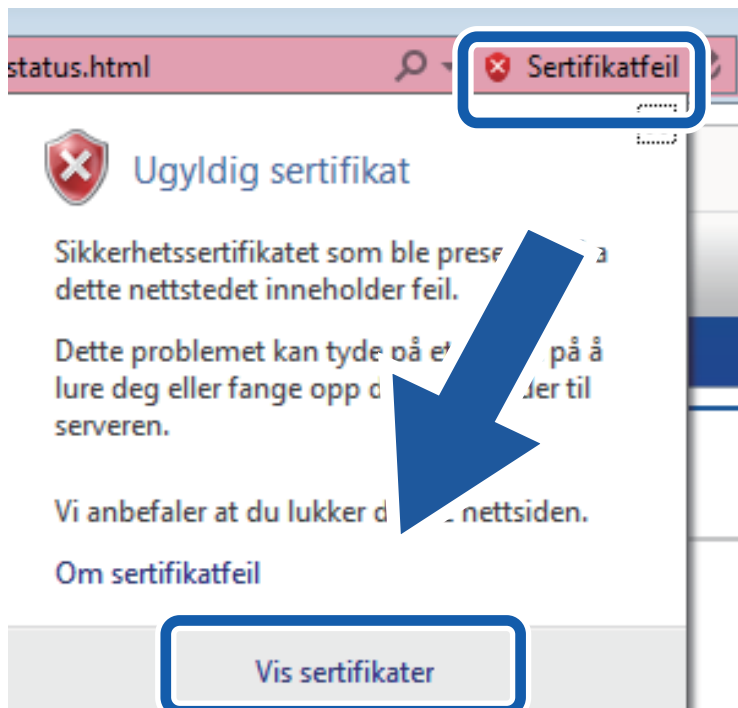 status.html
Sertifikatfeil
Ugyldig sertifikat
Sikkerhetssertifikatet som ble
dette nettstedet inneholder feil.
Dette problemet kan tyde på på å
lure deg eller fange opp til
serveren.
Vi anbefaler at du lukker nettsiden.
Om sertifikatfeil
Vis sertifikater